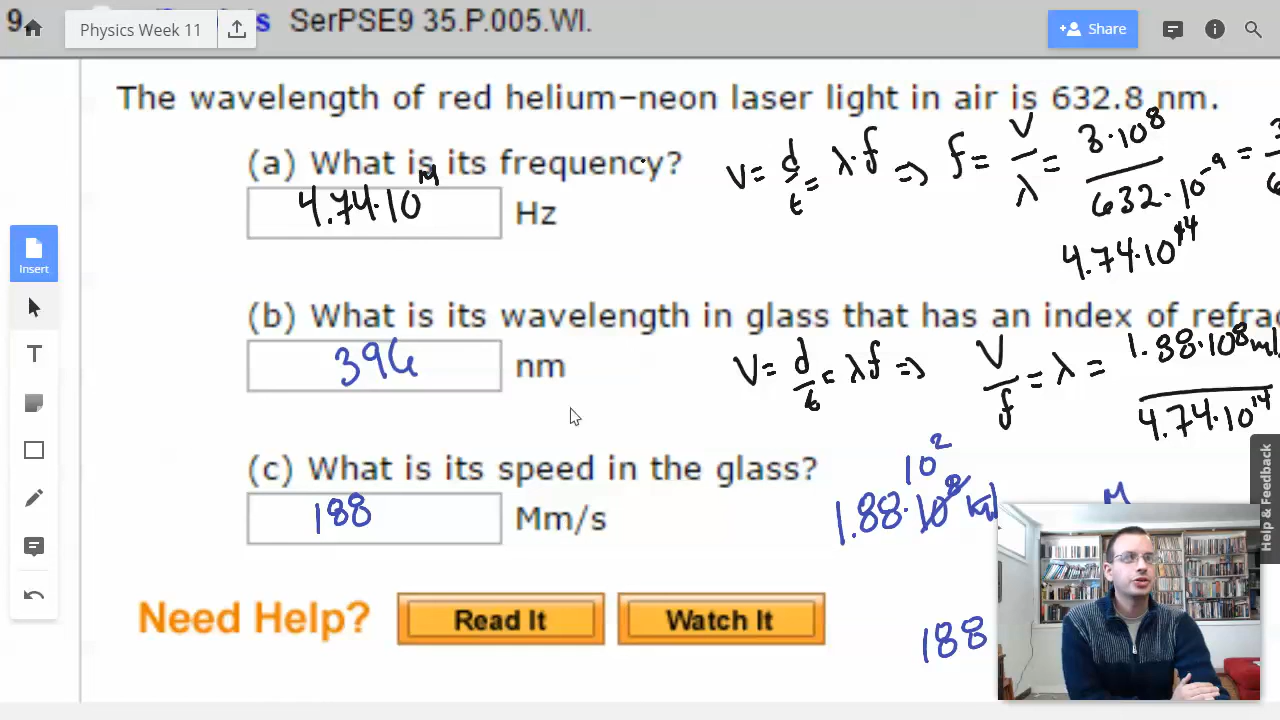 9. SerPSE9 35.P.005.WI.
Physics Week 11
Share
The wavelength of red helium-neon laser light in air is 632.8 nm.
(a) What is its frequency?
4.74·10^14 Hz
V = d/t = λ·f ⇒ f = V/λ = 3·10^8 / 632·10^-9 =
4.74·10^14
Insert
(b) What is its wavelength in glass that has an index of refrac
396 nm
V = d/t = λf ⇒ V/f = λ = 1.88·10^8 m/ / 4.74·10^14
(c) What is its speed in the glass?
188 Mm/s
10^2
1.88·10^8
M
188
Need Help? Read It Watch It
Help & Feedback